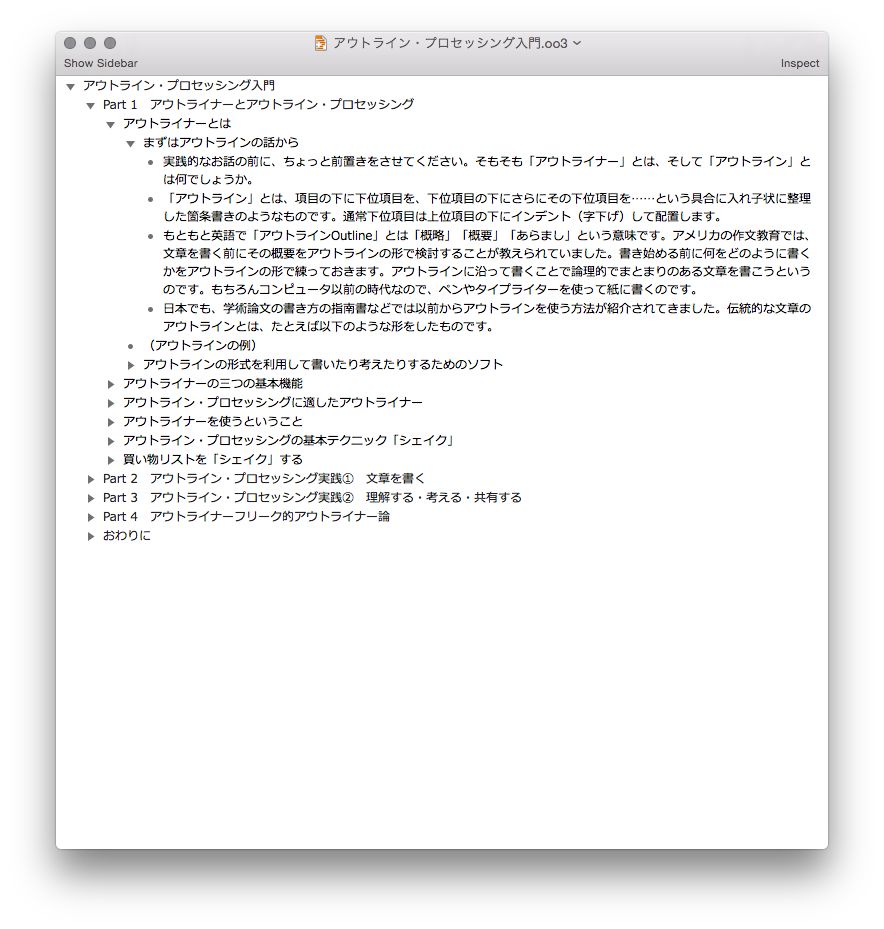 アウトライン・プロセッシング入門.oo3
Show Sidebar
Inspect
アウトライン・プロセッシング入門
Part 1　アウトライナーとアウトライン・プロセッシング
アウトライナーとは
まずはアウトラインの話から
実践的なお話の前に、ちょっと前置きをさせてください。そもそも「アウトライナー」とは、そして「アウトライン」と
は何でしょうか。
「アウトライン」とは、項目の下に下位項目を、下位項目の下にさらにその下位項目を……という具合に入れ子状に整理
した箇条書きのようなものです。通常下位項目は上位項目の下にインデント（字下げ）して配置します。
もともと英語で「アウトラインOutline」とは「概略」「概要」「あらまし」という意味です。アメリカの作文教育では、
文章を書く前にその概要をアウトラインの形で検討することが教えられていました。書き始める前に何をどのように書く
かをアウトラインの形で練っておきます。アウトラインに沿って書くことで論理的でまとまりのある文章を書こうという
のです。もちろんコンピュータ以前の時代なので、ペンやタイプライターを使って紙に書くのです。
日本でも、学術論文の書き方の指南書などでは以前からアウトラインを使う方法が紹介されてきました。伝統的な文章の
アウトラインとは、たとえば以下のような形をしたものです。
（アウトラインの例）
アウトラインの形式を利用して書いたり考えたりするためのソフト
アウトライナーの三つの基本機能
アウトライン・プロセッシングに適したアウトライナー
アウトライナーを使うということ
アウトライン・プロセッシングの基本テクニック「シェイク」
買い物リストを「シェイク」する
Part 2　アウトライン・プロセッシング実践①　文章を書く
Part 3　アウトライン・プロセッシング実践②　理解する・考える・共有する
Part 4　アウトライナーフリーク的アウトライナー論
おわりに